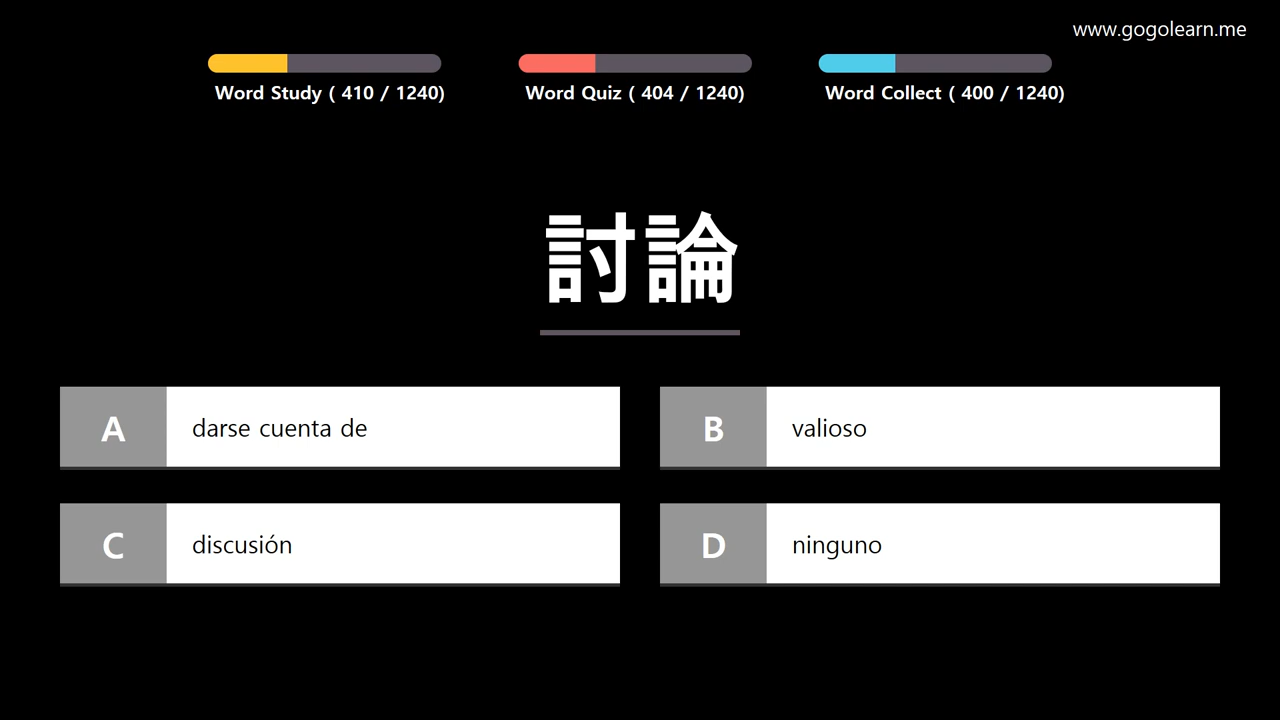 www.gogolearn.me
Word Study ( 410 / 1240)
Word Quiz ( 404 / 1240)
Word Collect ( 400 / 1240)
討論
A darse cuenta de
B valioso
C discusión
D ninguno